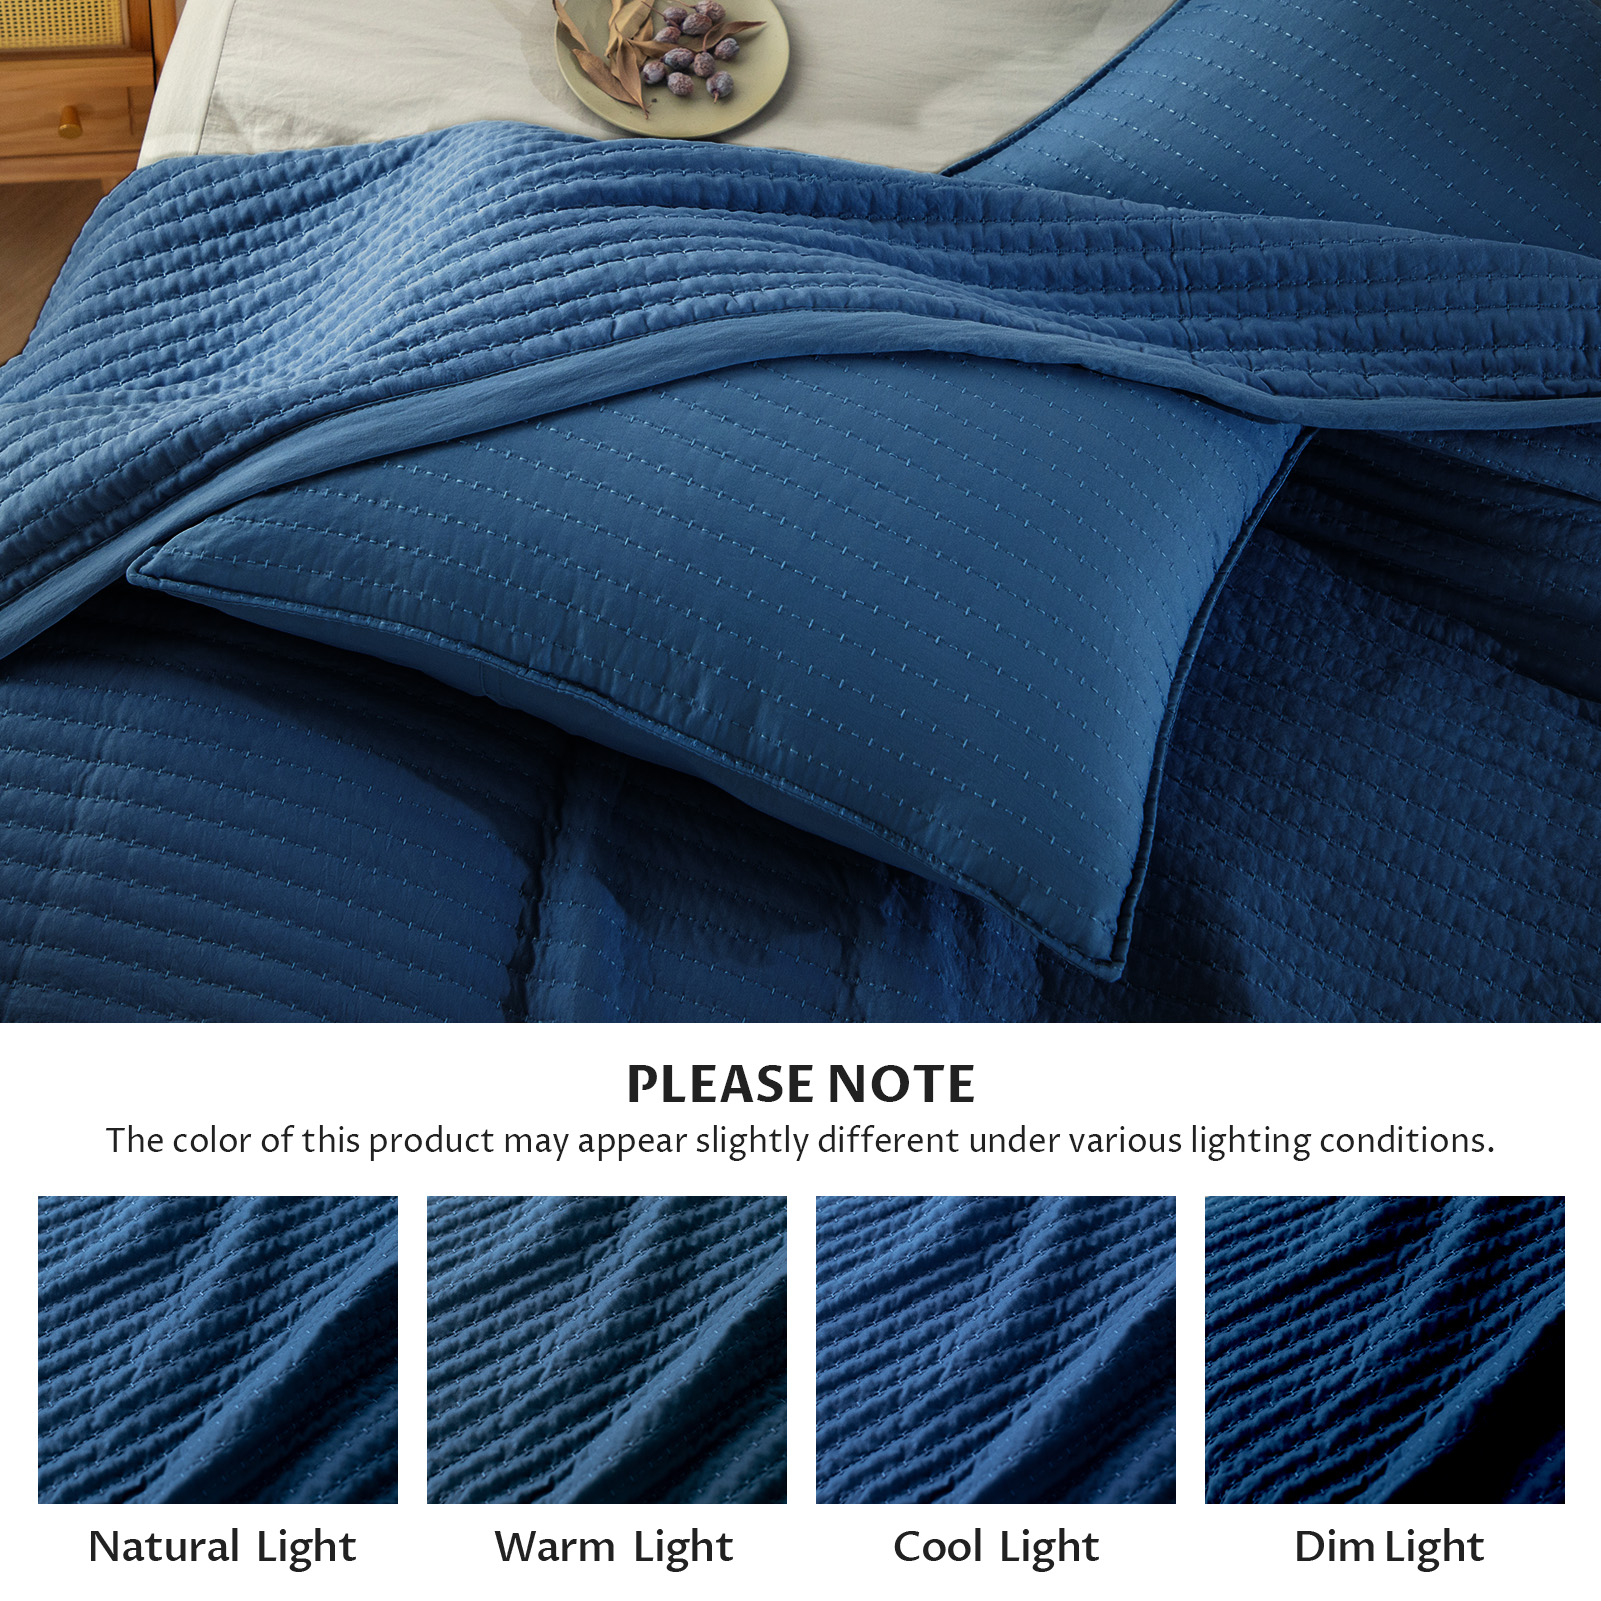 PLEASE NOTE
The color of this product may appear slightly different under various lighting conditions.
Natural Light
Warm Light
Cool Light
Dim Light